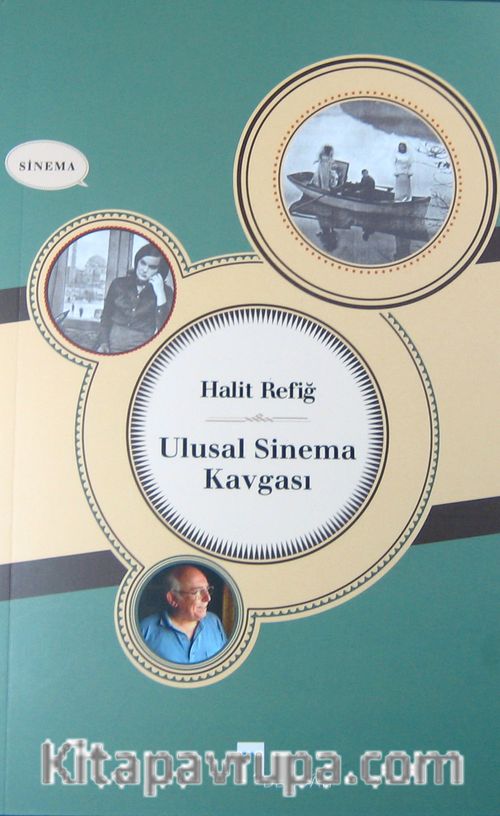 SİNEMA
Halit Refiğ
Ulusal Sinema
Kavgası
Kitapavrupa.com